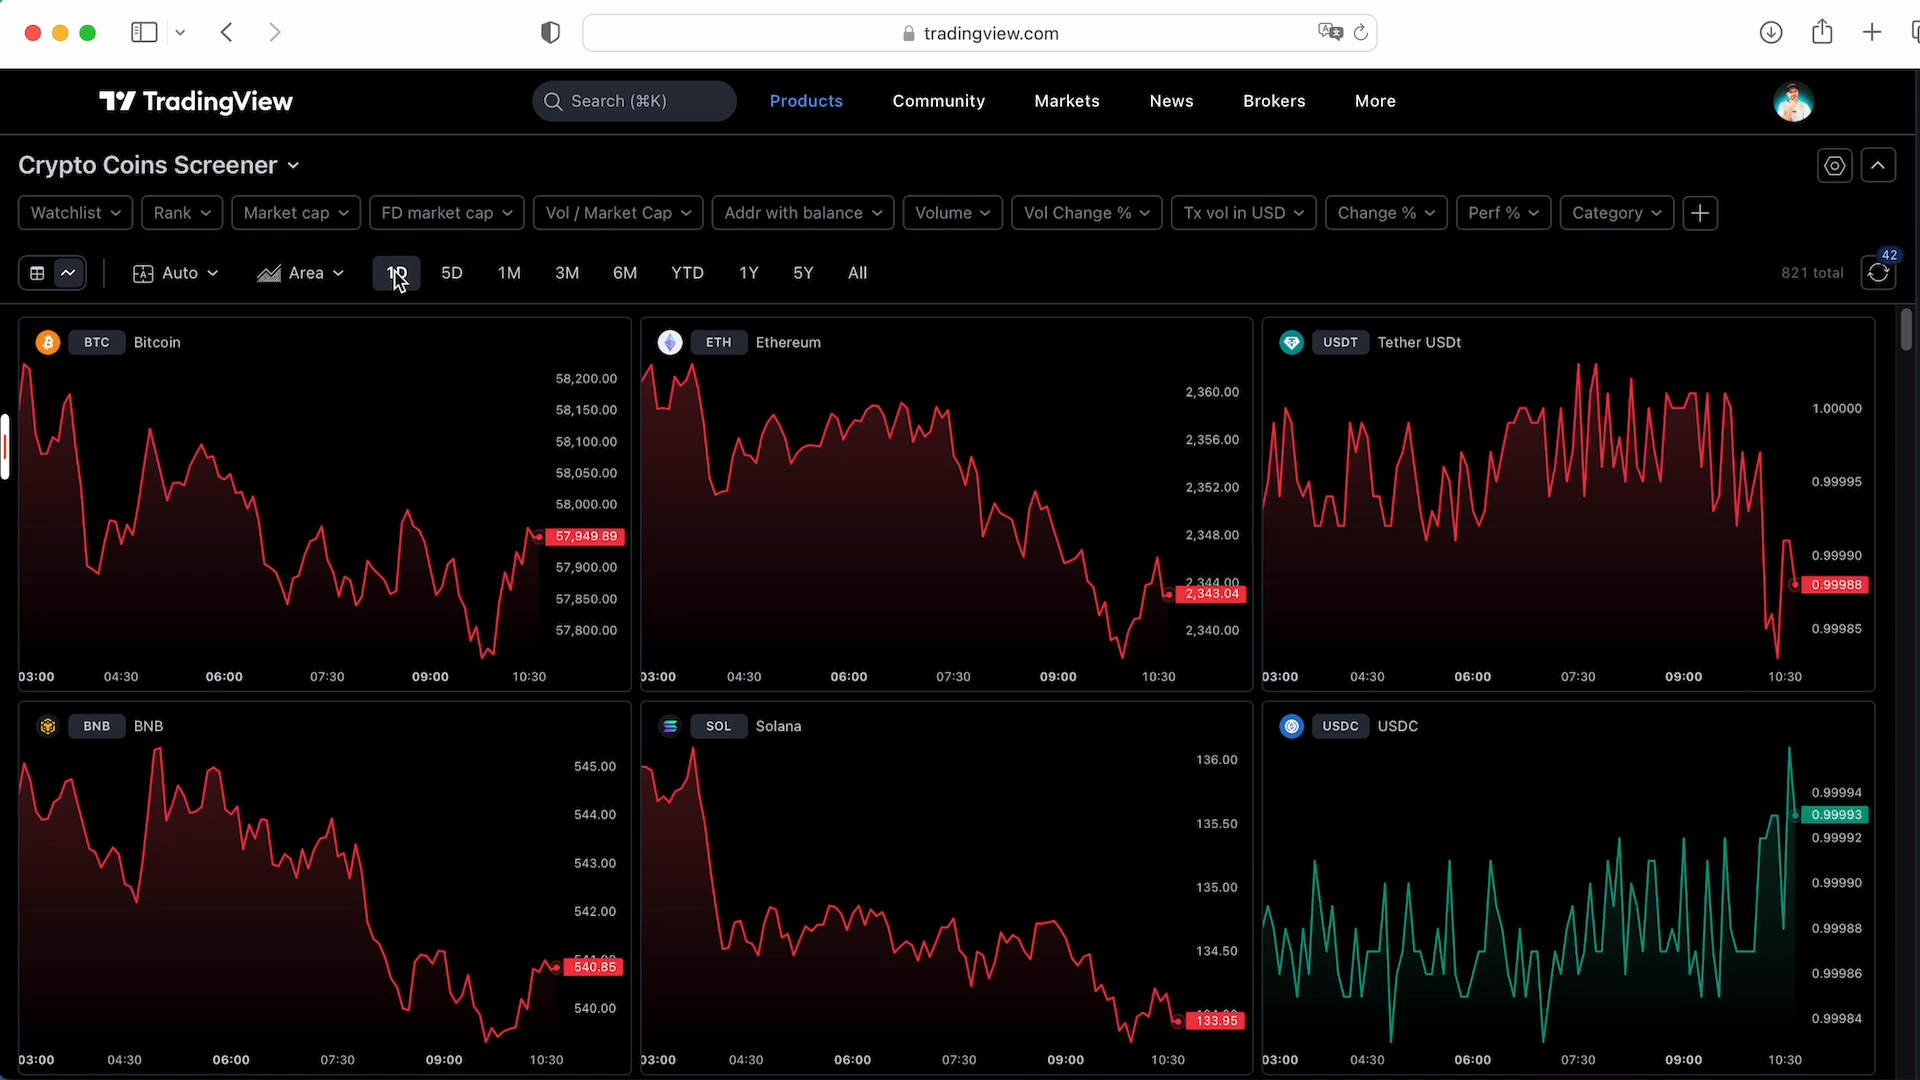 tradingview.com
TradingView
Search (⌘K)
Products
Community
Markets
News
Brokers
More
Crypto Coins Screener
Watchlist
Rank
Market cap
FD market cap
Vol / Market Cap
Addr with balance
Volume
Vol Change %
Tx vol in USD
Change %
Perf %
Category
Auto
Area
1D
5D
1M
3M
6M
YTD
1Y
5Y
All
821 total
42
BTC
Bitcoin
58,200.00
58,150.00
58,100.00
58,050.00
58,000.00
57,949.89
57,900.00
57,850.00
57,800.00
03:00 04:30 06:00 07:30 09:00 10:30
ETH
Ethereum
2,360.00
2,356.00
2,352.00
2,348.00
2,344.00
2,343.04
2,340.00
03:00 04:30 06:00 07:30 09:00 10:30
USDT
Tether USDt
1.00000
0.99995
0.99990
0.99988
0.99985
03:00 04:30 06:00 07:30 09:00 10:30
BNB
BNB
545.00
544.00
543.00
542.00
540.85
540.00
03:00 04:30 06:00 07:30 09:00 10:30
SOL
Solana
136.00
135.50
135.00
134.50
133.95
03:00 04:30 06:00 07:30 09:00 10:30
USDC
USDC
0.99994
0.99993
0.99992
0.99990
0.99988
0.99986
0.99984
03:00 04:30 06:00 07:30 09:00 10:30